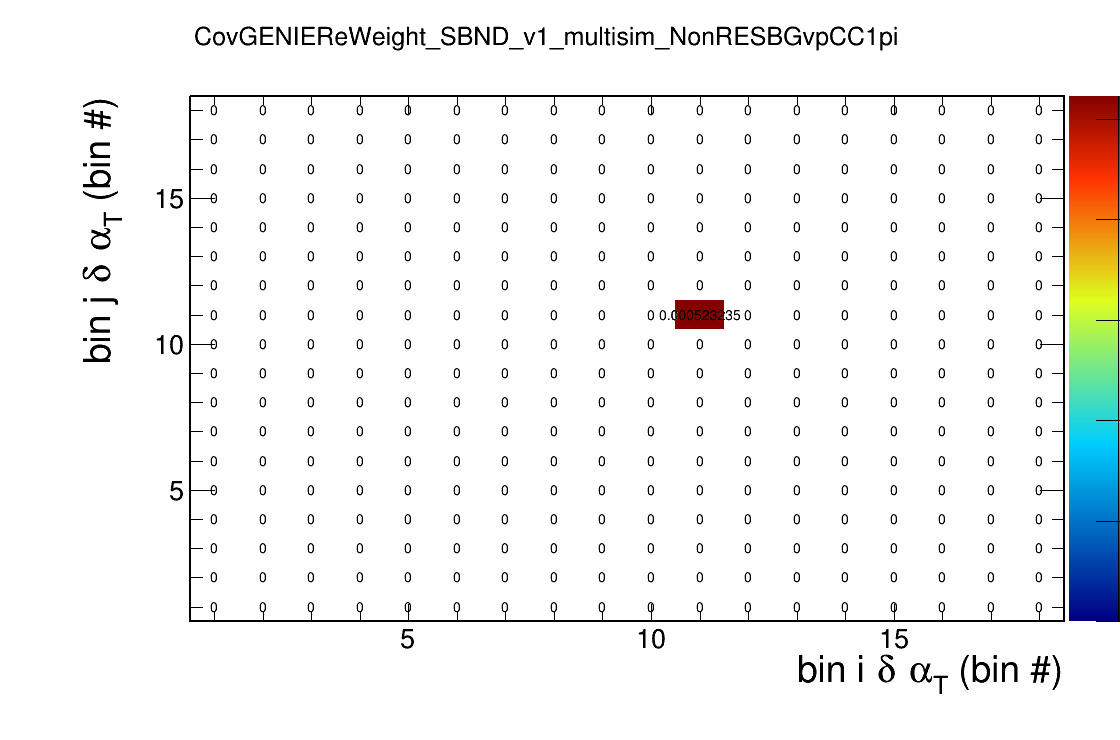 CovGENIEReWeight_SBND_v1_multisim_NonRESBGvpCC1pi
bin j δ α_T (bin #)
0 0 0 0 0 0 0 0 0 0 0 0 0 0 0 0 0 0
0 0 0 0 0 0 0 0 0 0 0 0 0 0 0 0 0 0
0 0 0 0 0 0 0 0 0 0 0 0 0 0 0 0 0 0
15 0 0 0 0 0 0 0 0 0 0 0 0 0 0 0 0 0 0
0 0 0 0 0 0 0 0 0 0 0 0 0 0 0 0 0 0
0 0 0 0 0 0 0 0 0 0 0 0 0 0 0 0 0 0
0 0 0 0 0 0 0 0 0 0 0 0 0 0 0 0 0 0
0 0 0 0 0 0 0 0 0 0 0.000523235 0 0 0 0 0 0 0
10 0 0 0 0 0 0 0 0 0 0 0 0 0 0 0 0 0 0
0 0 0 0 0 0 0 0 0 0 0 0 0 0 0 0 0 0
0 0 0 0 0 0 0 0 0 0 0 0 0 0 0 0 0 0
0 0 0 0 0 0 0 0 0 0 0 0 0 0 0 0 0 0
0 0 0 0 0 0 0 0 0 0 0 0 0 0 0 0 0 0
5 0 0 0 0 0 0 0 0 0 0 0 0 0 0 0 0 0 0
0 0 0 0 0 0 0 0 0 0 0 0 0 0 0 0 0 0
0 0 0 0 0 0 0 0 0 0 0 0 0 0 0 0 0 0
0 0 0 0 0 0 0 0 0 0 0 0 0 0 0 0 0 0
0 0 0 0 0 0 0 0 0 0 0 0 0 0 0 0 0 0
5 10 15
bin i δ α_T (bin #)